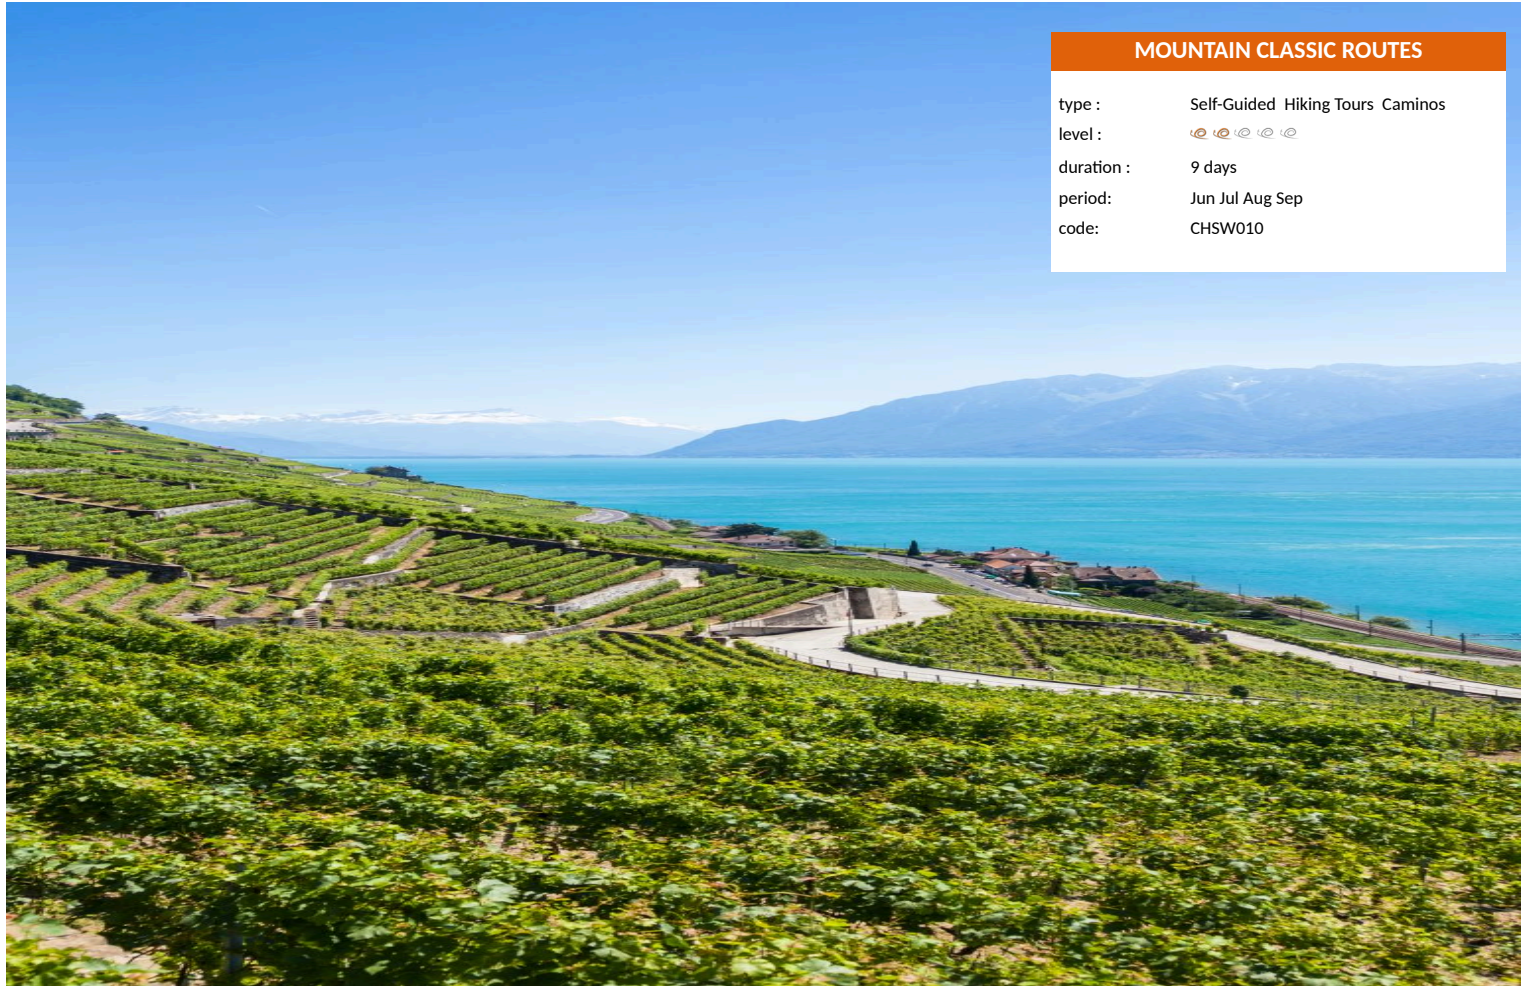 MOUNTAIN CLASSIC ROUTES
type : Self-Guided Hiking Tours Caminos
level :
duration : 9 days
period: Jun Jul Aug Sep
code: CHSW010